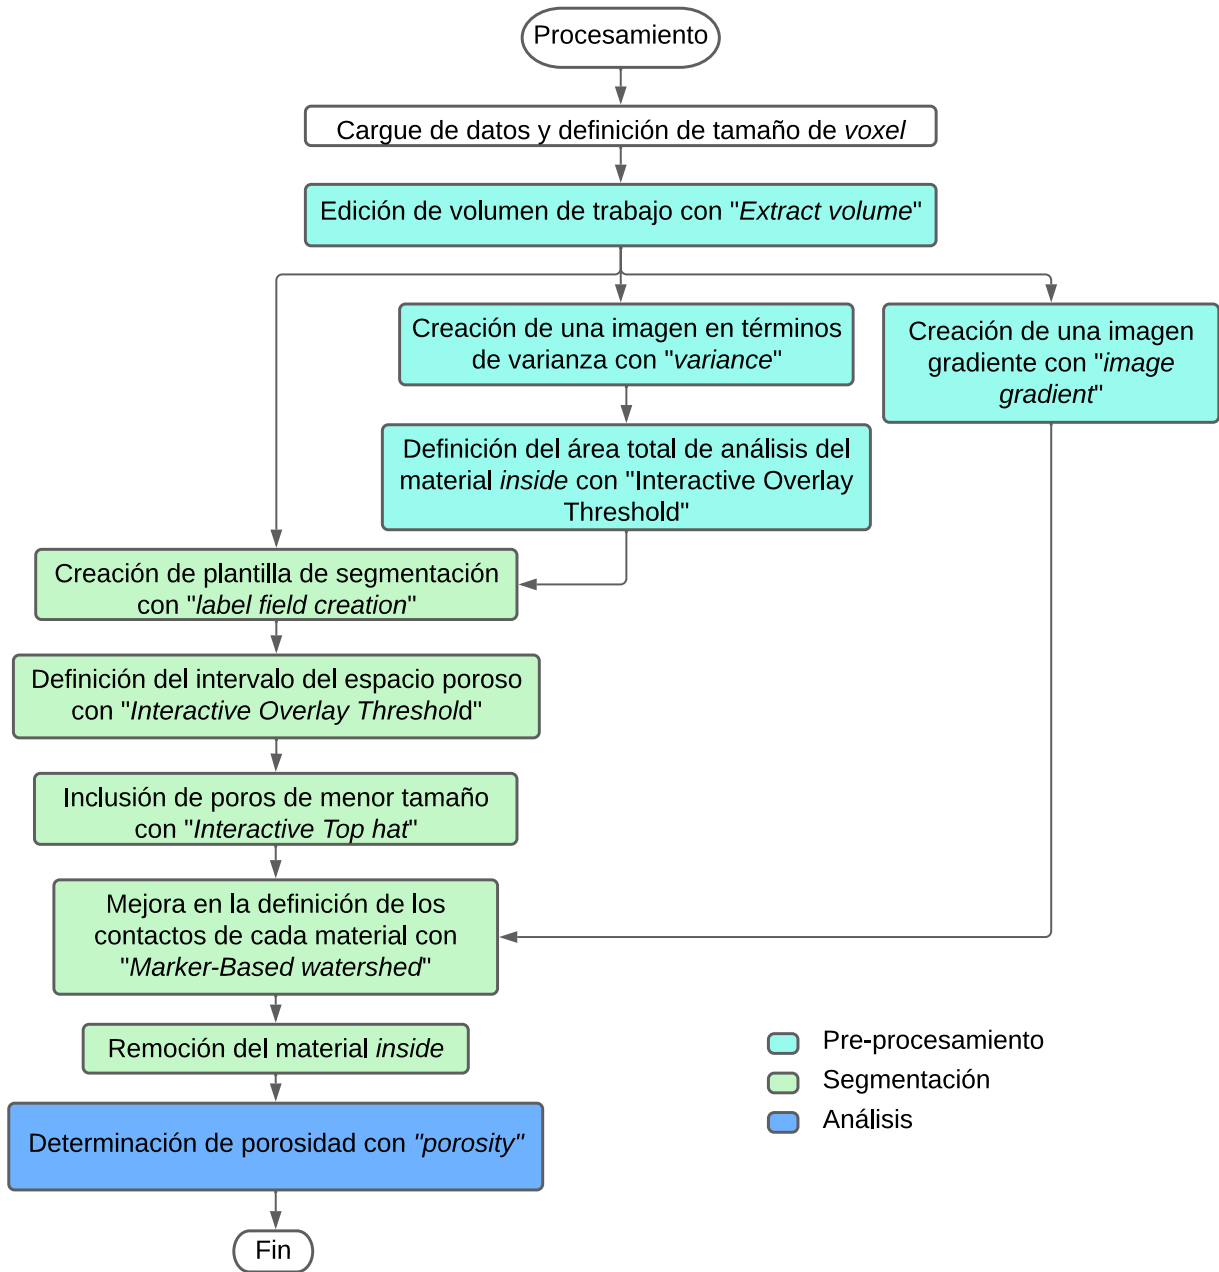 Procesamiento
Cargue de datos y definición de tamaño de voxel
Edición de volumen de trabajo con "Extract volume"
Creación de una imagen en términos
de varianza con "variance"
Creación de una imagen
gradiente con "image
gradient"
Definición del área total de análisis del
material inside con "Interactive Overlay
Threshold"
Creación de plantilla de segmentación
con "label field creation"
Definición del intervalo del espacio poroso
con "Interactive Overlay Threshold"
Inclusión de poros de menor tamaño
con "Interactive Top hat"
Mejora en la definición de los
contactos de cada material con
"Marker-Based watershed"
Remoción del material inside
Determinación de porosidad con "porosity"
Fin
Pre-procesamiento
Segmentación
Análisis